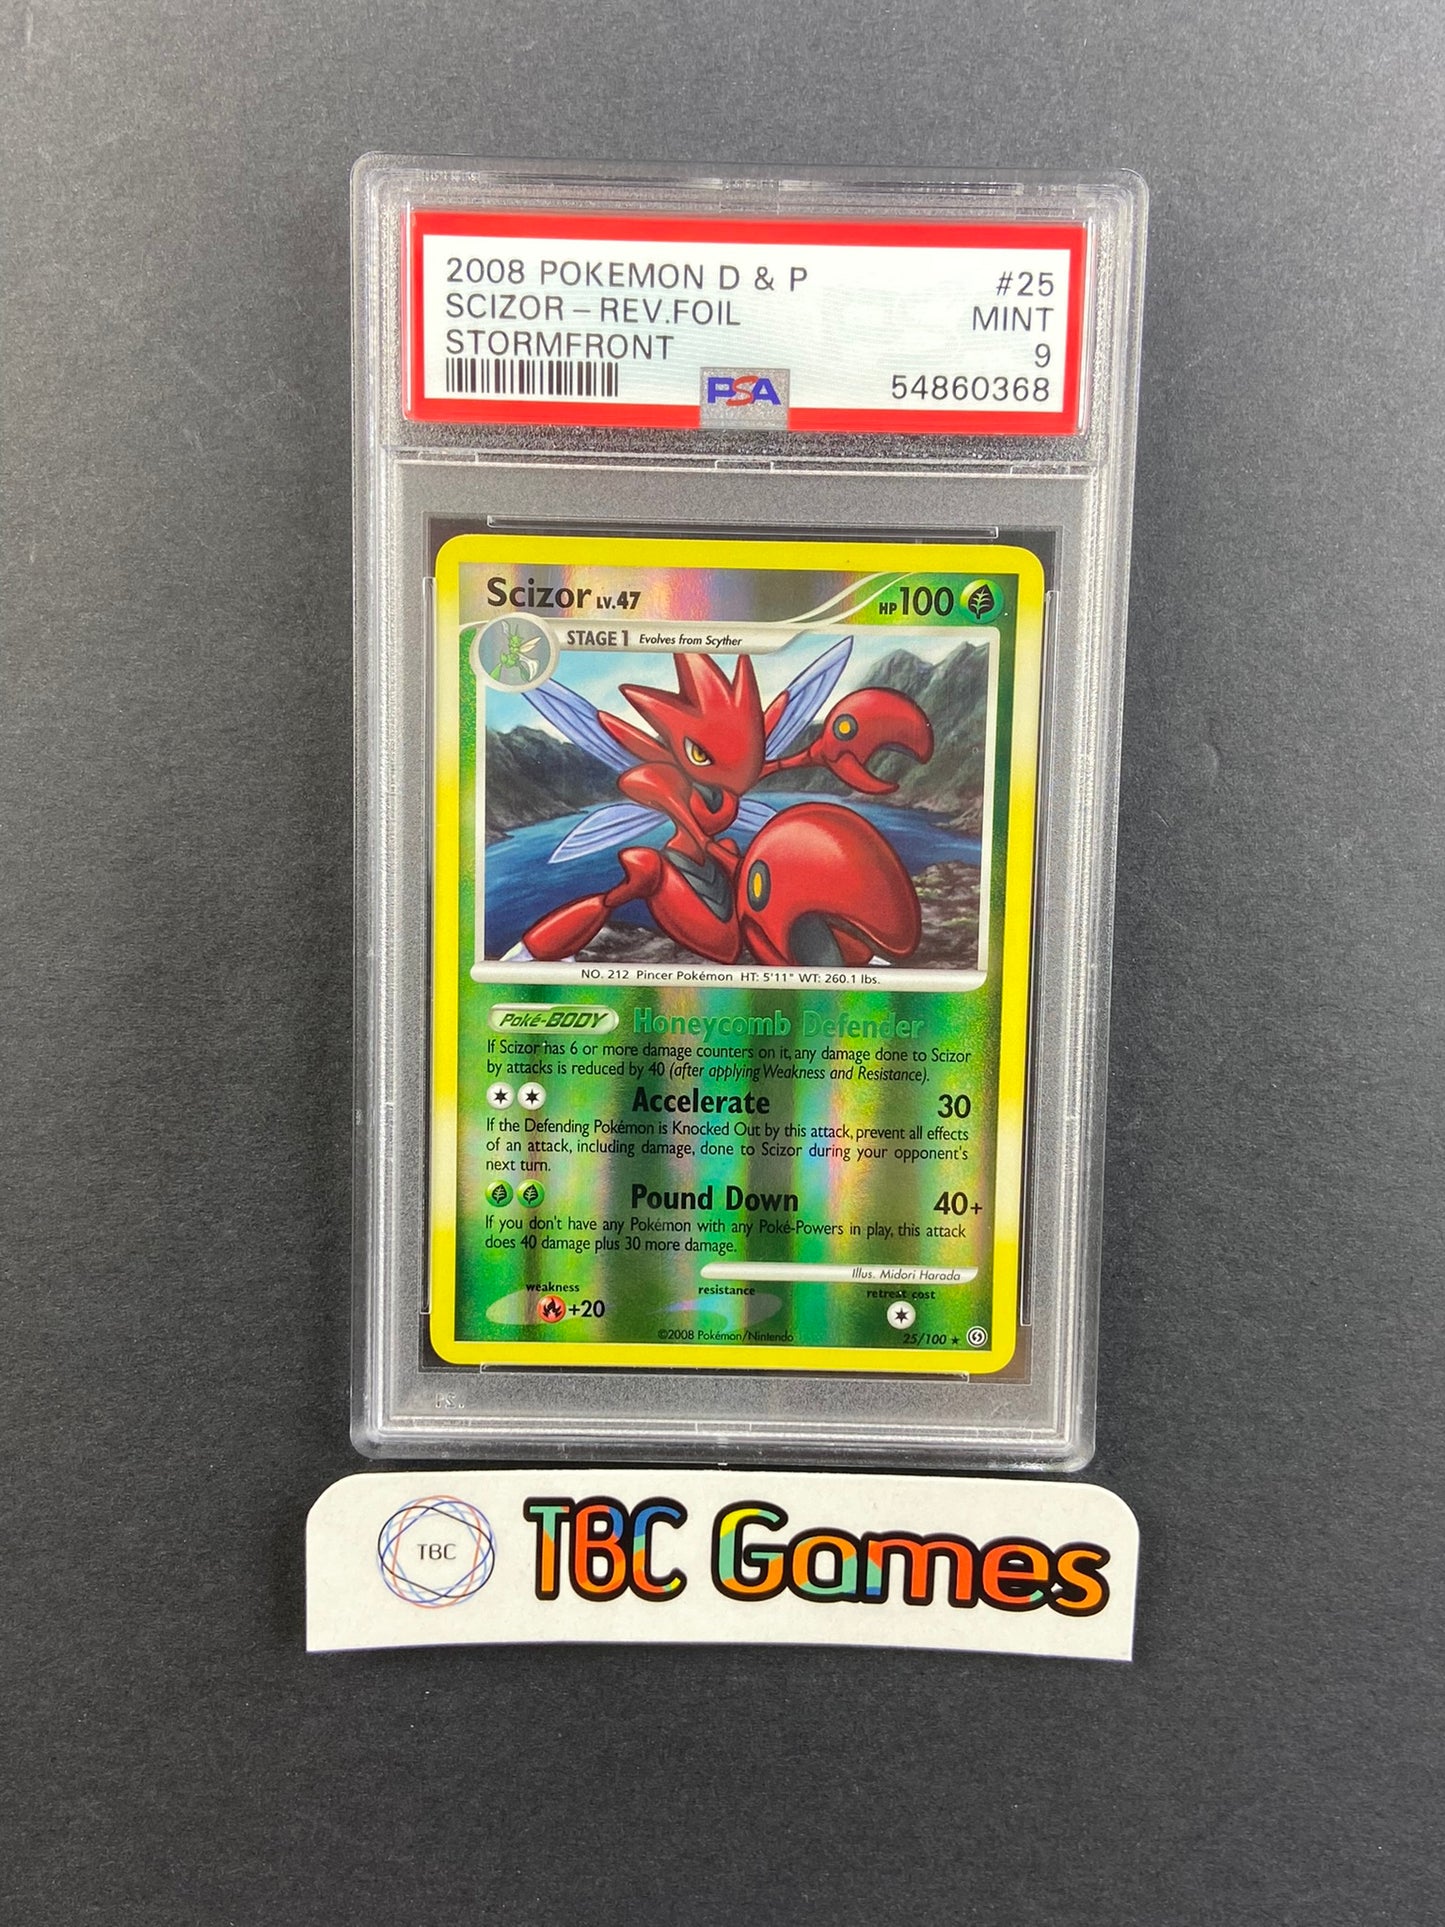 2008 POKEMON D & P #25
SCIZOR - REV.FOIL MINT
STORMFRONT 9
PSA 54860368
Scizor LV.47 HP 100
STAGE 1 Evolves from Scyther
NO. 212 Pincer Pokémon HT: 5'11" WT: 260.1 lbs.
Poké-BODY Honeycomb Defender
If Scizor has 6 or more damage counters on it, any damage done to Scizor
by attacks is reduced by 40 (after applying Weakness and Resistance).
Accelerate 30
If the Defending Pokémon is Knocked Out by this attack, prevent all effects
of an attack, including damage, done to Scizor during your opponent's
next turn.
Pound Down 40+
If you don't have any Pokémon with any Poké-Powers in play, this attack
does 40 damage plus 30 more damage.
Illus. Midori Harada
weakness resistance retreat cost
+20
©2008 Pokémon/Nintendo 25/100 ★
TBC TBC Games